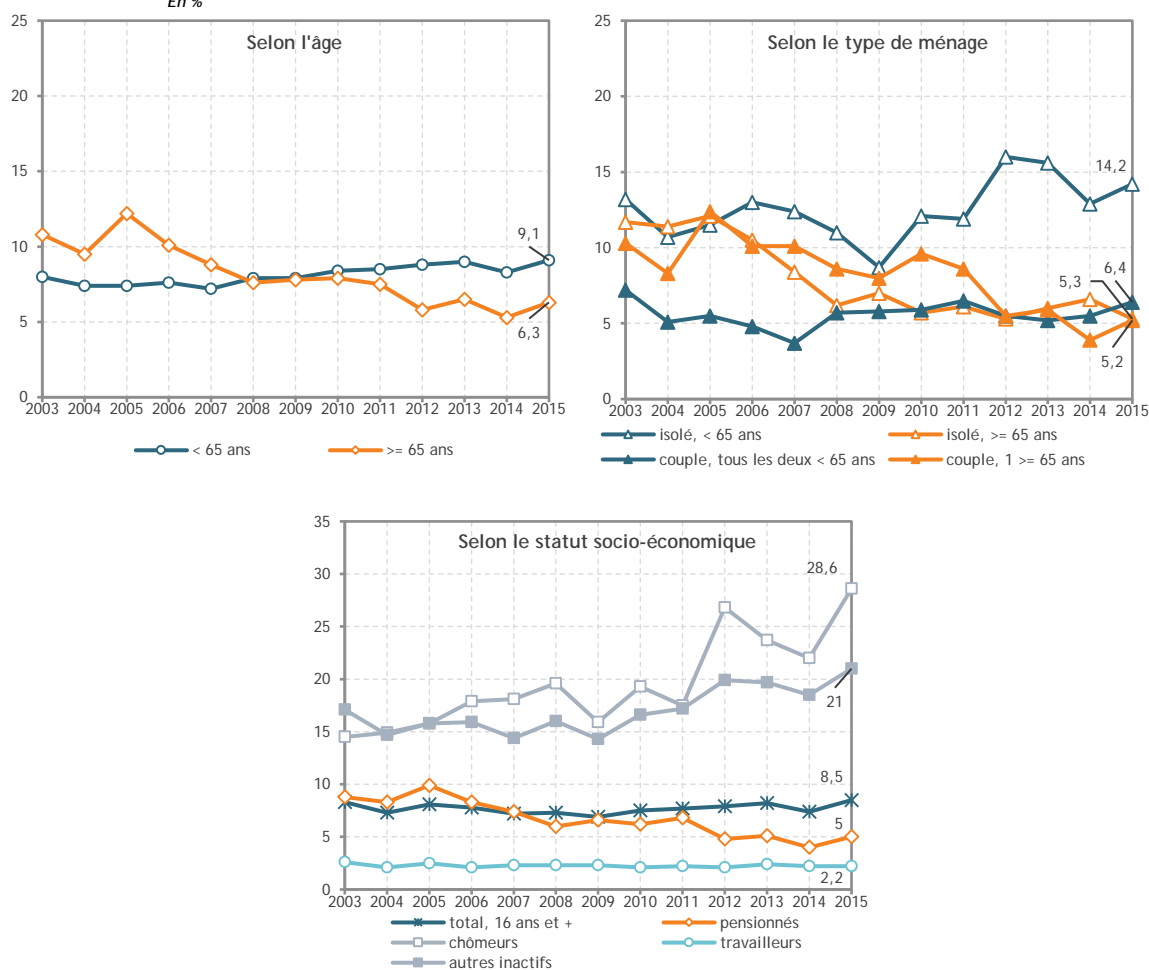 En %
Selon l'âge
25
20
15
10
5
0
9,1
6,3
2003 2004 2005 2006 2007 2008 2009 2010 2011 2012 2013 2014 2015
< 65 ans >= 65 ans
Selon le type de ménage
25
20
15
10
5
0
14,2
5,3 6,4
5,2
2003 2004 2005 2006 2007 2008 2009 2010 2011 2012 2013 2014 2015
isolé, < 65 ans isolé, >= 65 ans
couple, tous les deux < 65 ans couple, 1 >= 65 ans
Selon le statut socio-économique
35
30
25
20
15
10
5
0
28,6
21
8,5
5
2,2
2003 2004 2005 2006 2007 2008 2009 2010 2011 2012 2013 2014 2015
total, 16 ans et + pensionnés
chômeurs travailleurs
autres inactifs